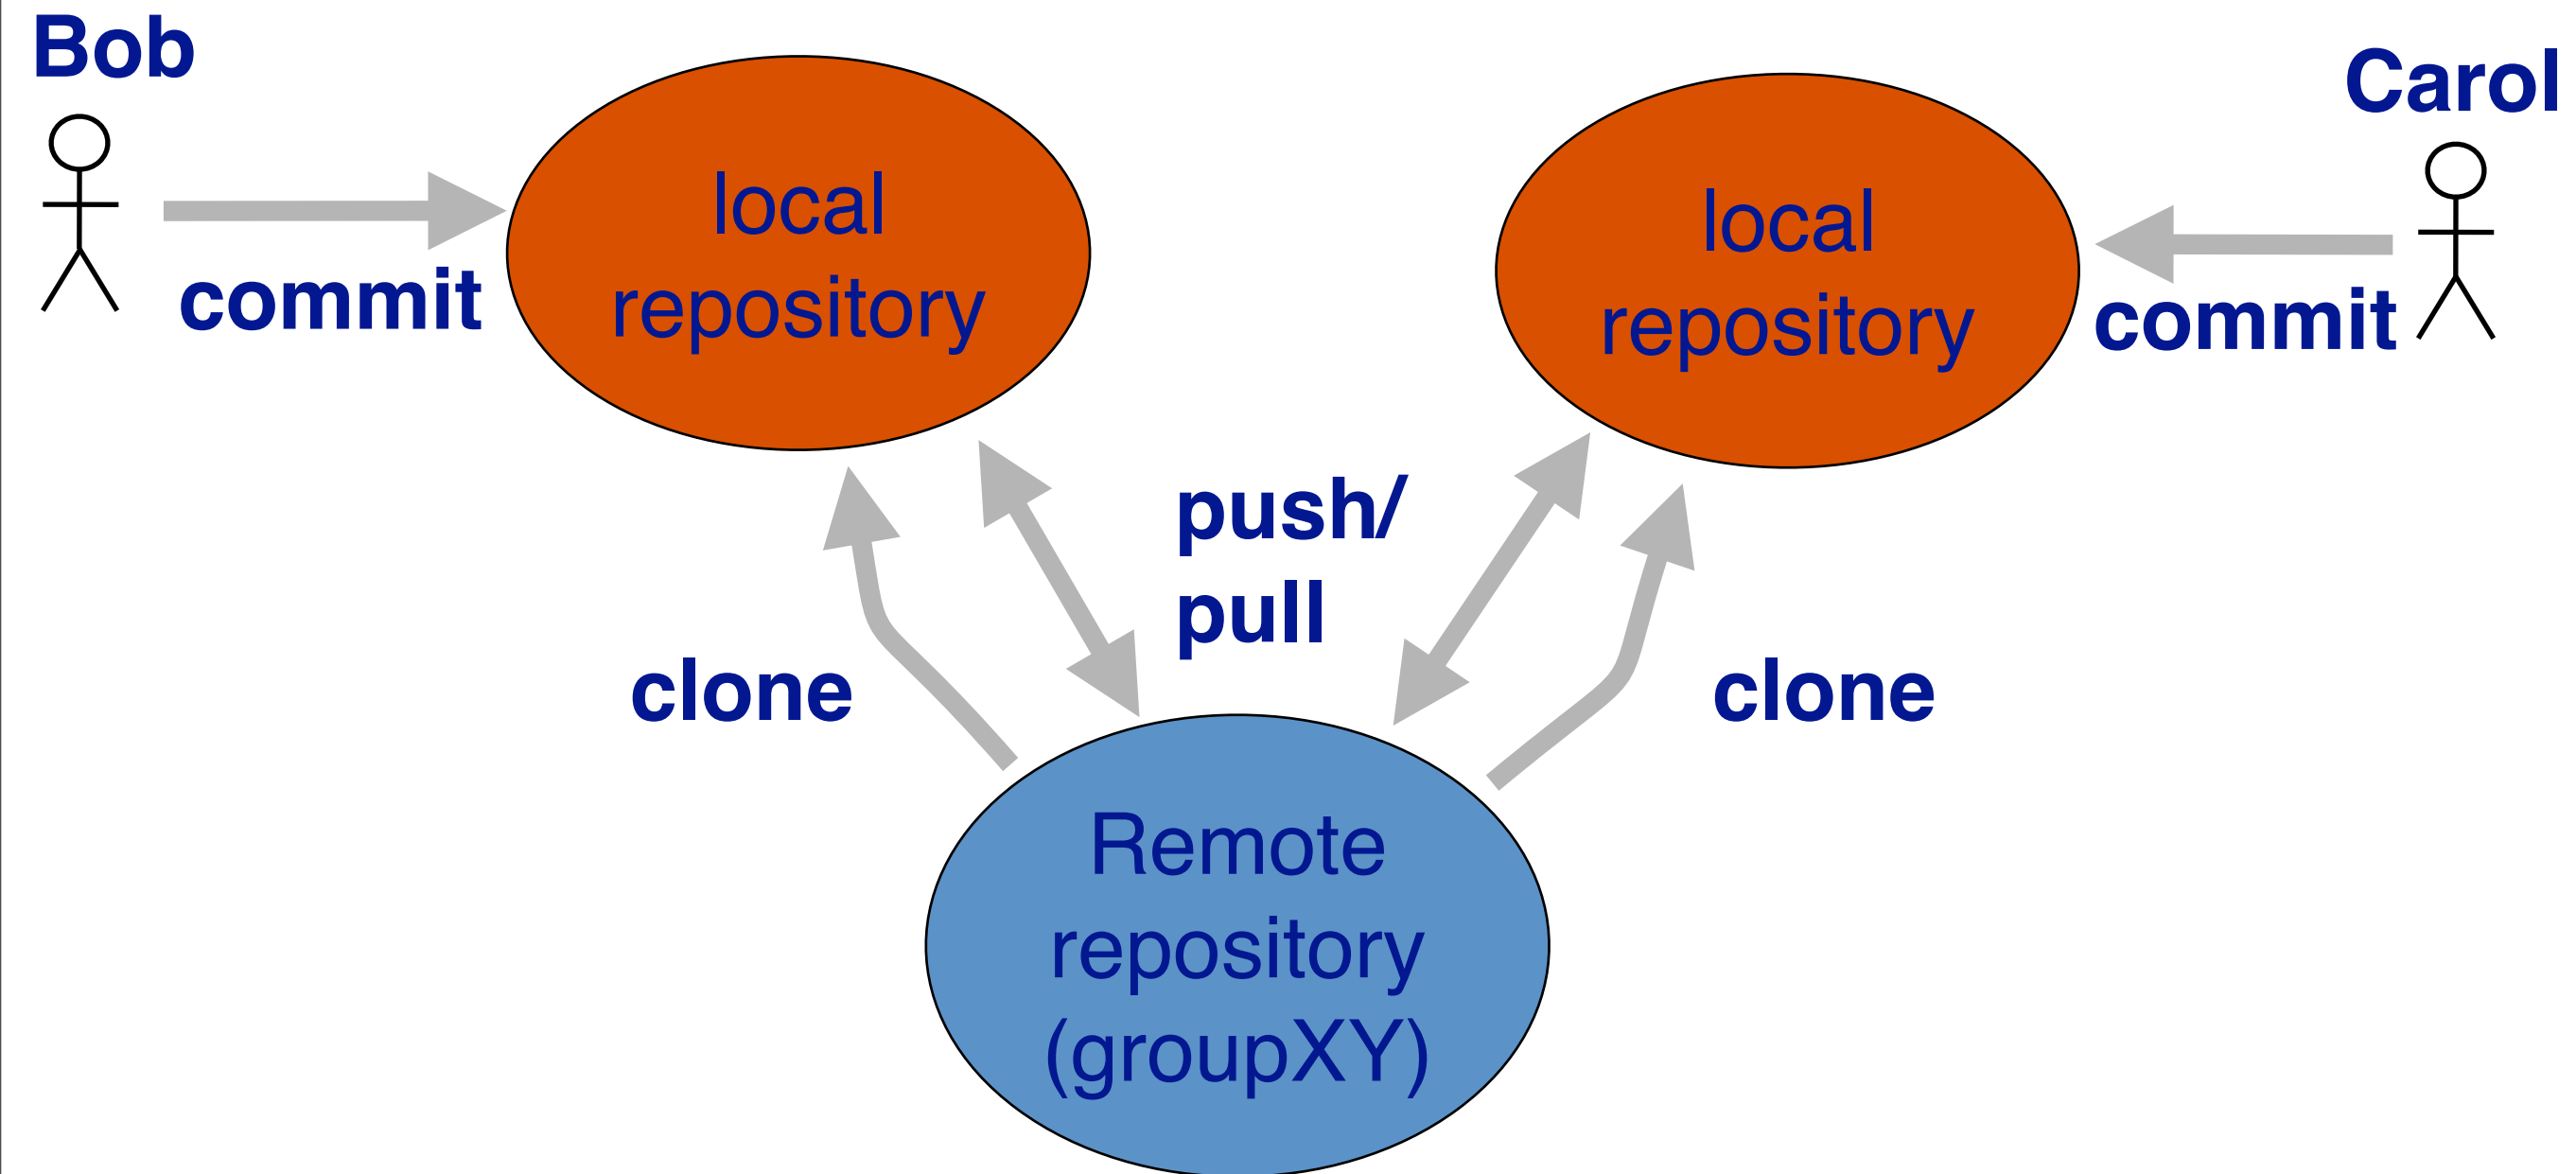 Bob
Carol
local
repository
local
repository
commit
commit
push/
pull
clone
clone
Remote
repository
(groupXY)